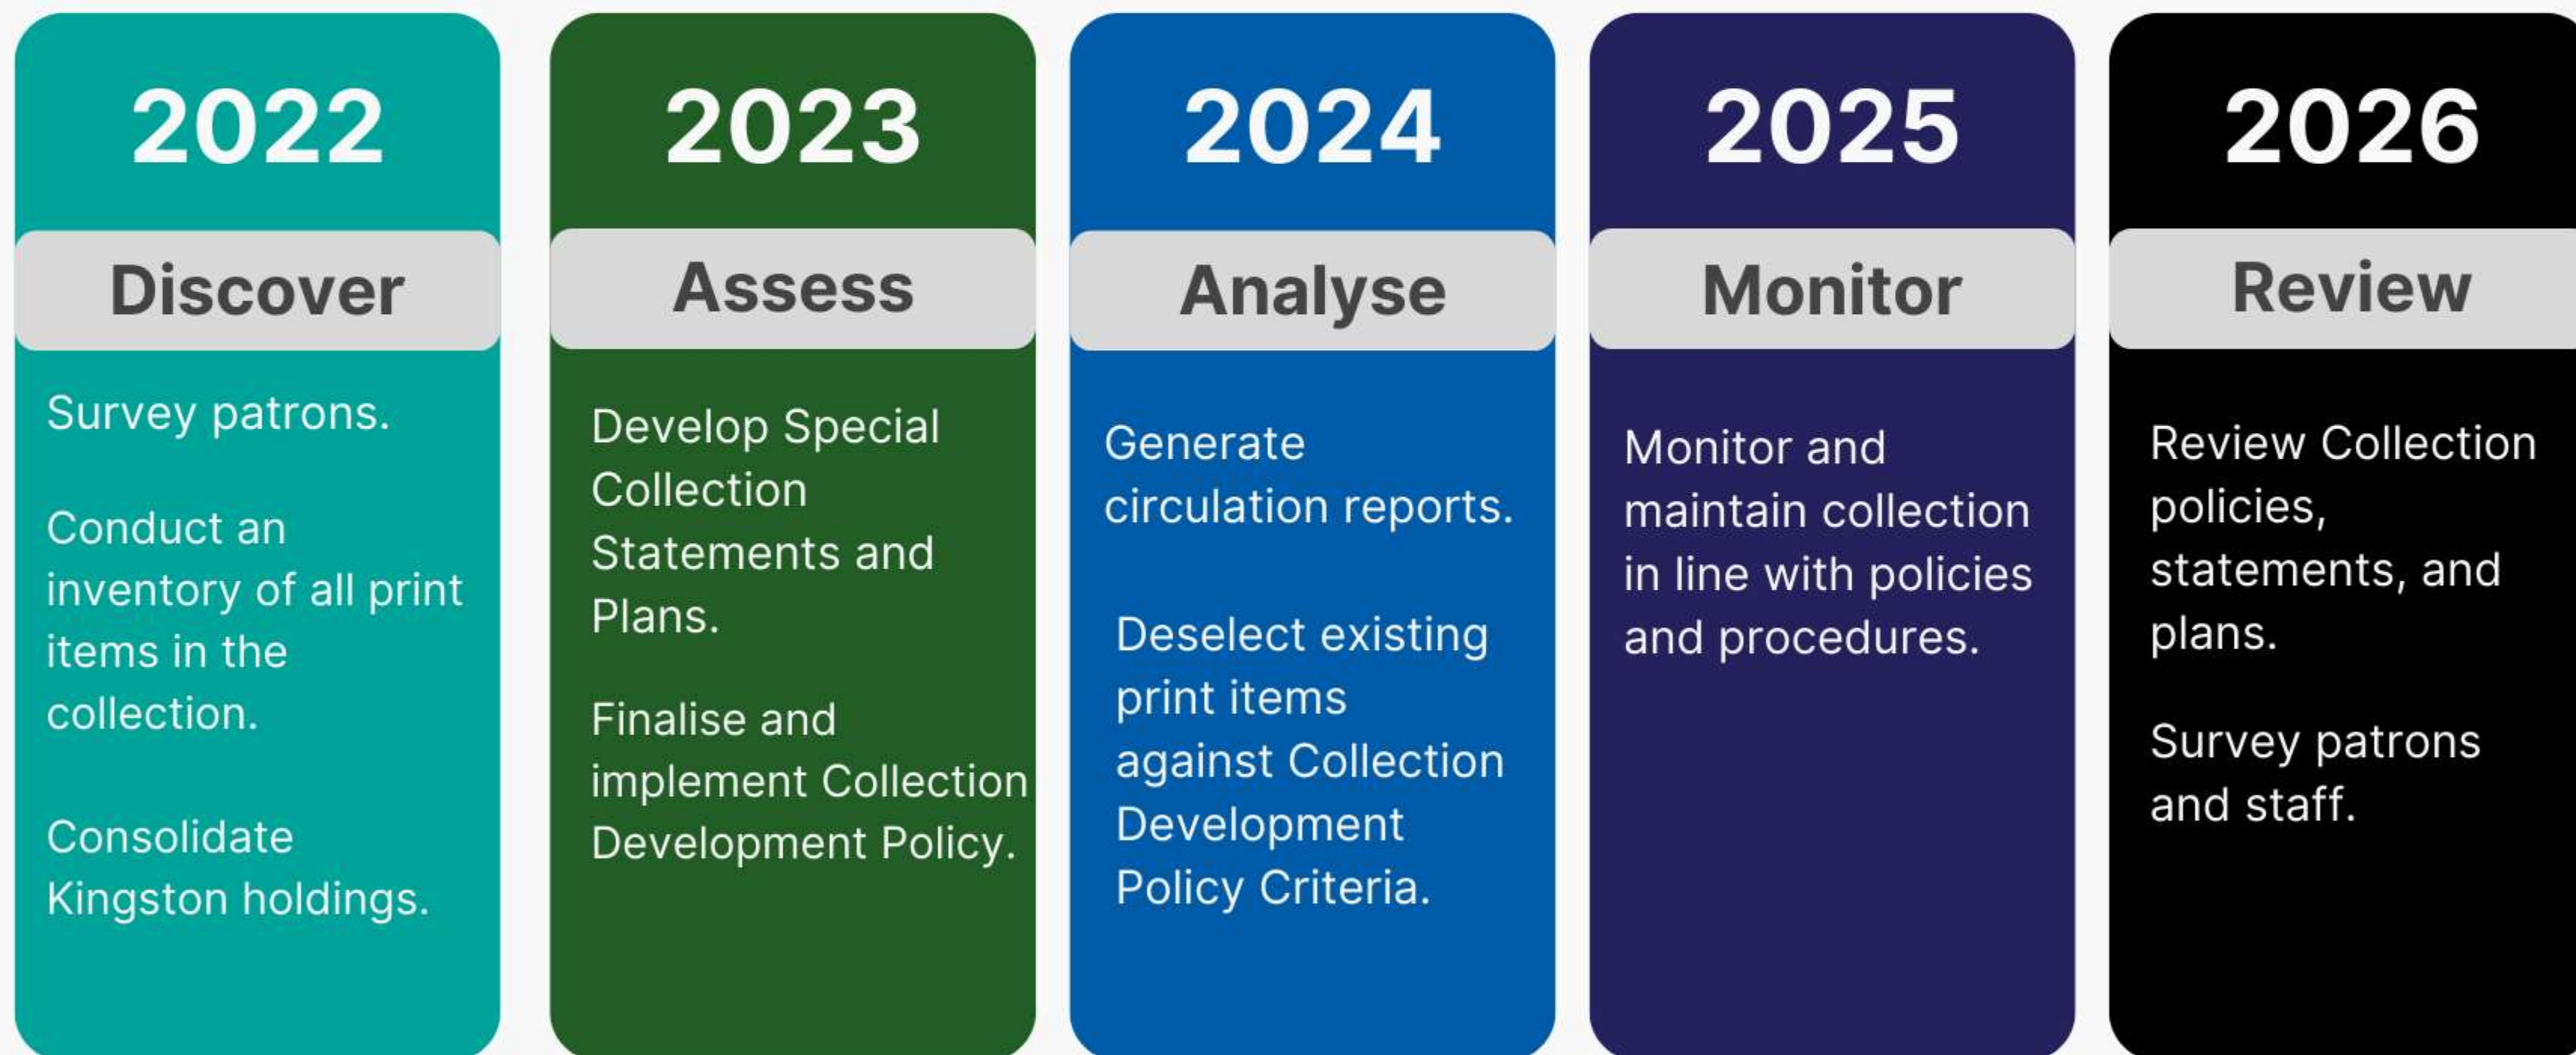 2022
Discover
Survey patrons.
Conduct an
inventory of all print
items in the
collection.
Consolidate
Kingston holdings.
2023
Assess
Develop Special
Collection
Statements and
Plans.
Finalise and
implement Collection
Development Policy.
2024
Analyse
Generate
circulation reports.
Deselect existing
print items
against Collection
Development
Policy Criteria.
2025
Monitor
Monitor and
maintain collection
in line with policies
and procedures.
2026
Review
Review Collection
policies,
statements, and
plans.
Survey patrons
and staff.